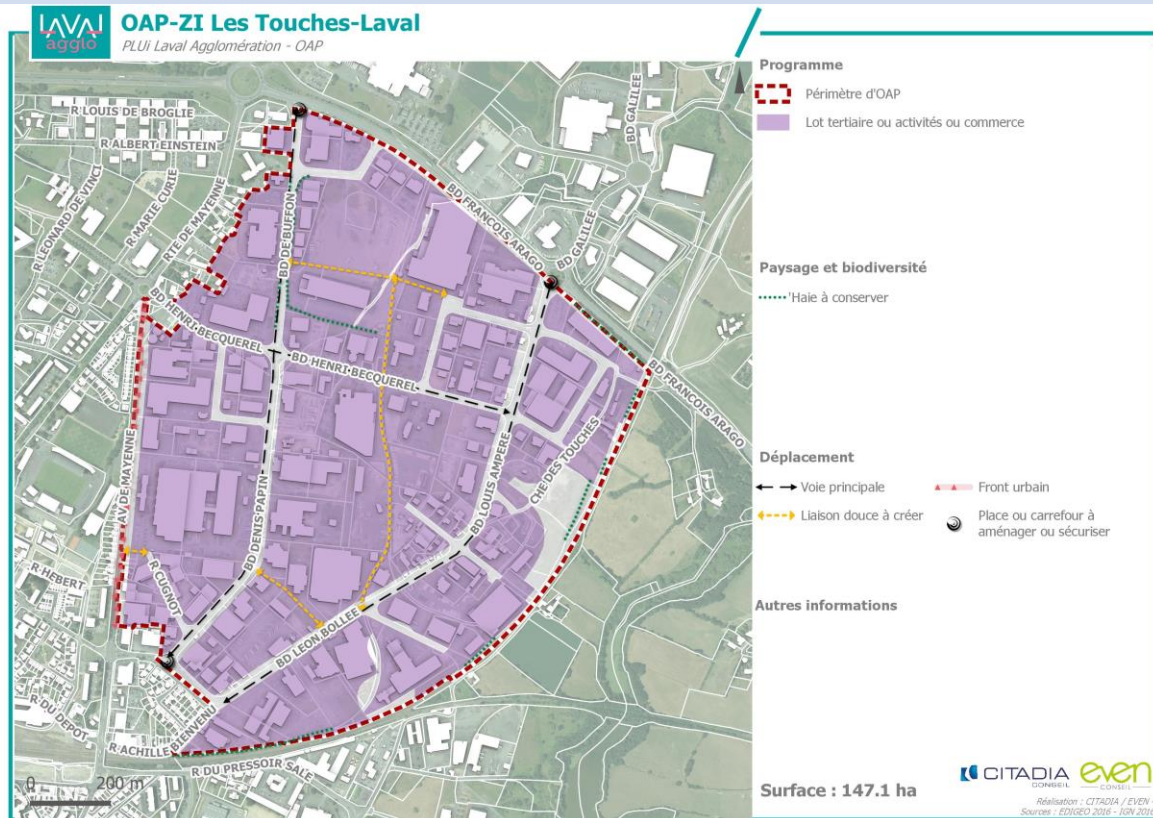 LAVAL
agglo
OAP-ZI Les Touches-Laval
PLUi Laval Agglomération - OAP
R LOUIS DE BROGLIE
R ALBERT EINSTEIN
R LEONARD DE VINCI
R MARIE CURIE
RTE DE MAYENNE
BD DE BUFFON
BD FRANCOIS ARAGO
BD GALILEE
BD GALILEE
BD HENRI BECQUEREL
BD HENRI BECQUEREL
BD FRANCOIS ARAGO
AV DE MAYENNE
BD DENIS PAPIN
BD LOUIS AMPERE
CHE DES TOUCHES
R HEBERT
R CUGNOT
BD LEON BOLLEE
R DU DEPOT
R ACHILLE BIENVENU
R DU PRESSOIR SALE
0 200 m
Programme
Périmètre d'OAP
Lot tertiaire ou activités ou commerce
Paysage et biodiversité
'Haie à conserver
Déplacement
Voie principale
Front urbain
Liaison douce à créer
Place ou carrefour à
aménager ou sécuriser
Autres informations
Surface : 147.1 ha
CITADIA
CONSEIL
even
CONSEIL
Réalisation : CITADIA / EVEN -
Sources : EDIGEO 2016 - IGN 2016